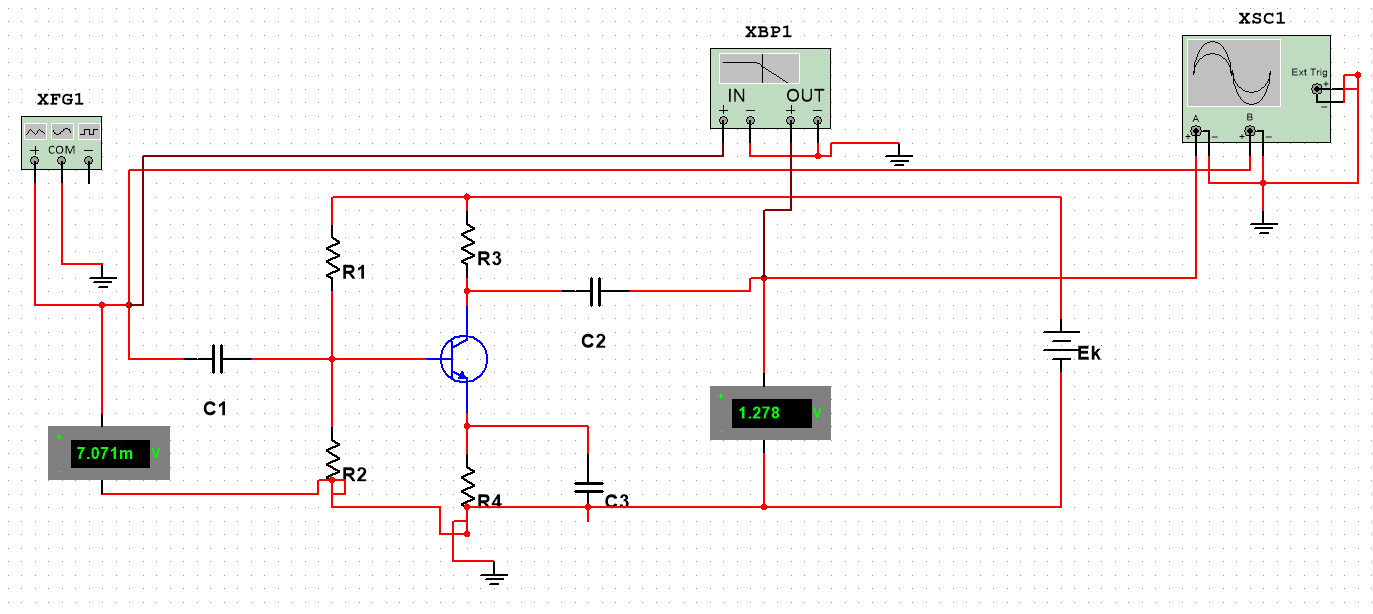 XSC1
XBP1
Ext Trig
+
−
IN OUT
+ − + −
A B
+ − + −
XFG1
+ COM −
R1
R3
C2
Ek
C1
+
1.278 V
-
+
7.071m V
-
R2
R4
C3